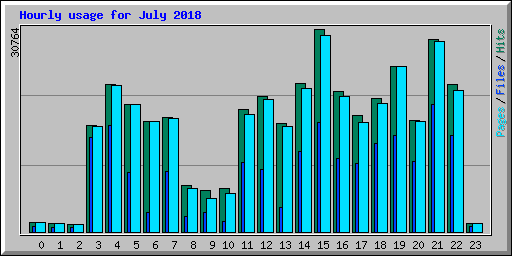 Hourly usage for July 2018
30764
Pages/Files/Hits
0 1 2 3 4 5 6 7 8 9 10 11 12 13 14 15 16 17 18 19 20 21 22 23